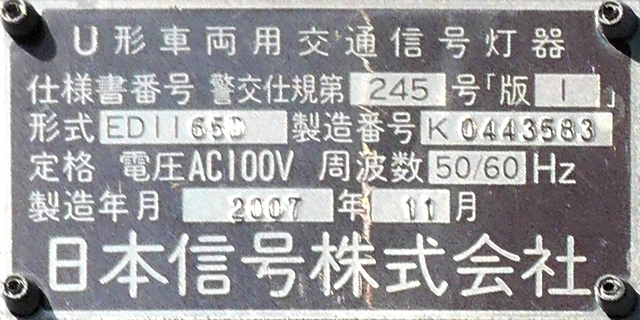 U形車両用交通信号灯器
仕様書番号 警交仕規第 245 号「版 1 」
形式 ED1165D 製造番号 K 0443583
定格 電圧AC100V 周波数 50/60 Hz
製造年月 2007 年 11 月
日本信号株式会社